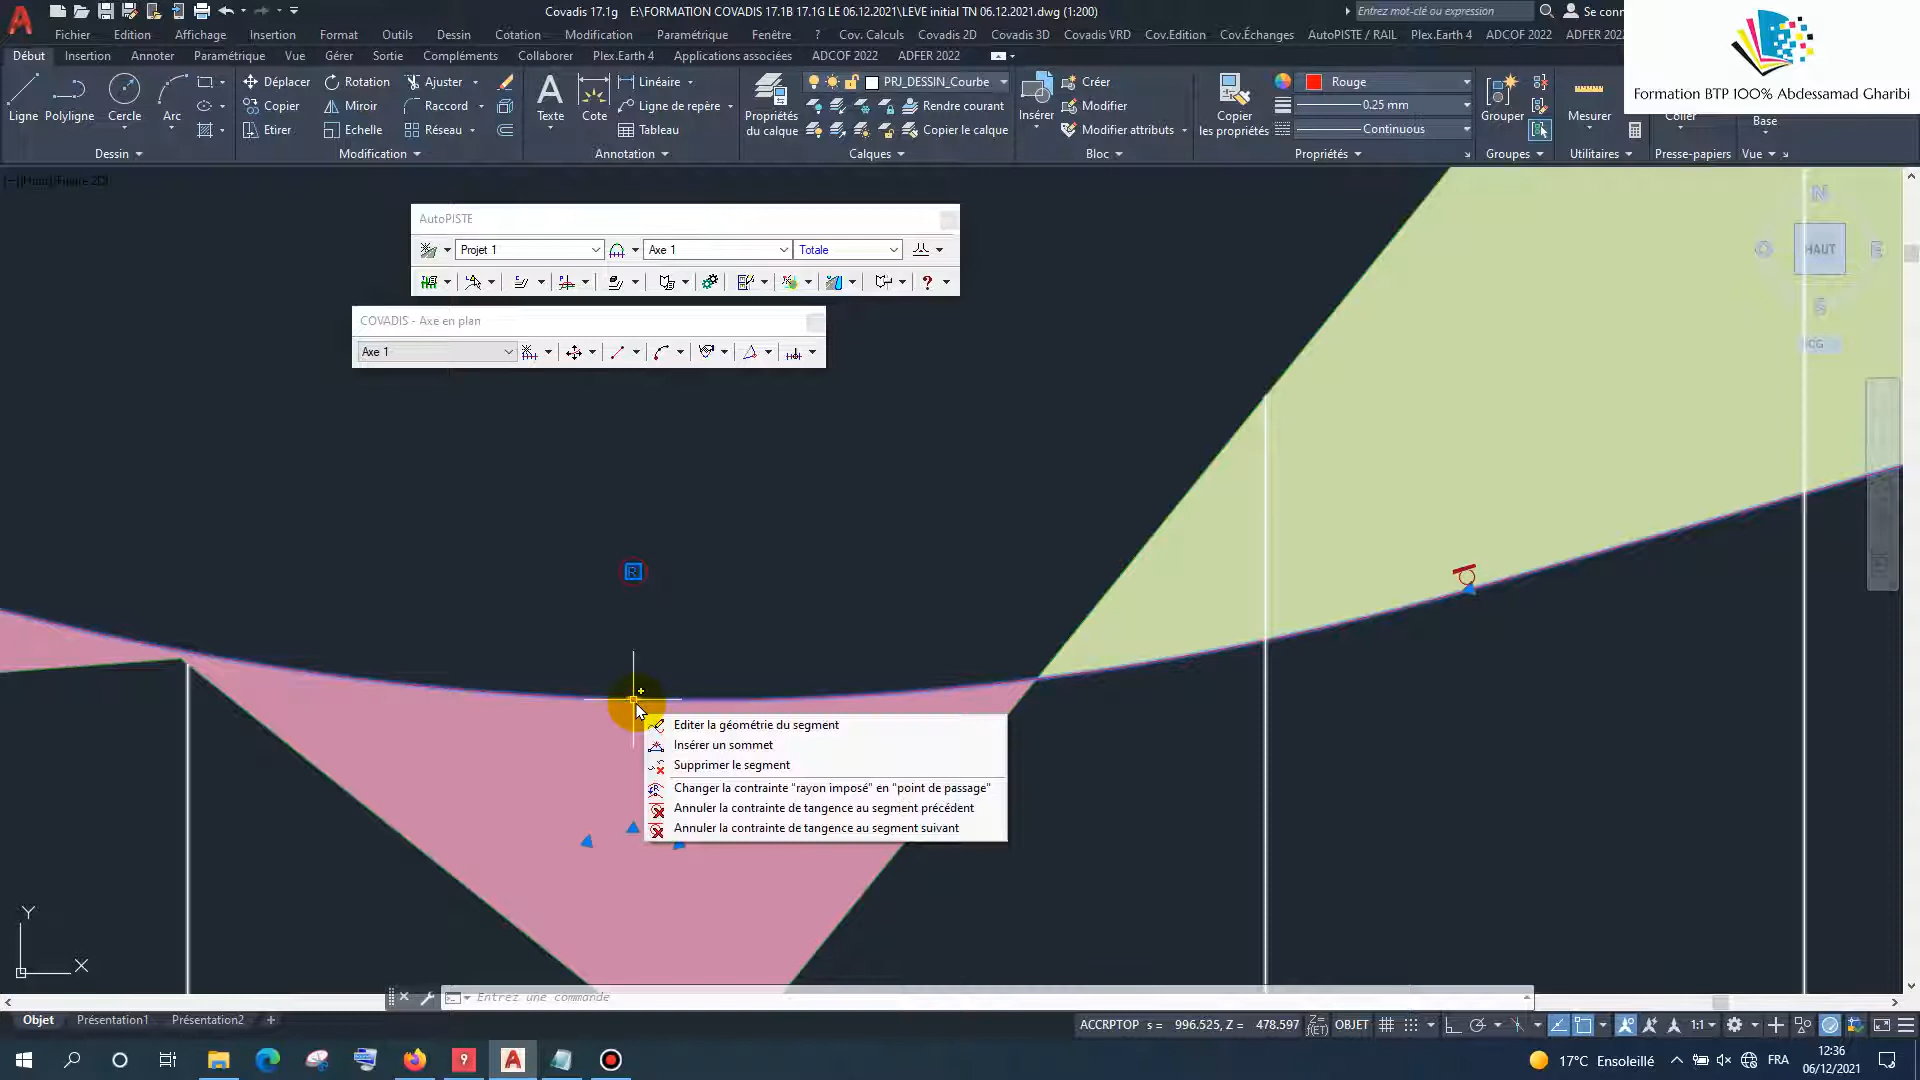 Covadis 17.1g E:\FORMATION COVADIS 17.1B 17.1G LE 06.12.2021\LEVE initial TN 06.12.2021.dwg (1:200)
Entrez mot-clé ou expression
Se conn
Fichier Edition Affichage Insertion Format Outils Dessin Cotation Modification Paramétrique Fenêtre ? Cov. Calculs Covadis 2D Covadis 3D Covadis VRD Cov.Edition Cov.Échanges AutoPISTE / RAIL Plex.Earth 4 ADCOF 2022 ADFER 2022
Début Insertion Annoter Paramétrique Vue Gérer Sortie Compléments Collaborer Plex.Earth 4 Applications associées ADCOF 2022 ADFER 2022
Formation BTP 100% Abdessamad Gharibi
Déplacer Rotation Ajuster Linéaire PRJ_DESSIN_Courbe Créer Rouge
Ligne Polyligne Cercle Arc Copier Miroir Raccord Texte Cote Ligne de repère Propriétés du calque Rendre courant Insérer Modifier Copier les propriétés 0.25 mm Grouper Mesurer Coller Base
Etirer Echelle Réseau Tableau Copier le calque Modifier attributs Continuous
Dessin Modification Annotation Calques Bloc Propriétés Groupes Utilitaires Presse-papiers Vue
AutoPISTE
Projet 1 Axe 1 Totale
COVADIS - Axe en plan
Axe 1
N
HAUT
E
S
R
Editer la géométrie du segment
Insérer un sommet
Supprimer le segment
Changer la contrainte "rayon imposé" en "point de passage"
Annuler la contrainte de tangence au segment précédent
Annuler la contrainte de tangence au segment suivant
Y
X
Entrez une commande
Objet Présentation1 Présentation2 +
ACCRPTOP s = 996.525, Z = 478.597 Z= f(ET) OBJET 1:1
17°C Ensoleillé FRA 12:36
06/12/2021